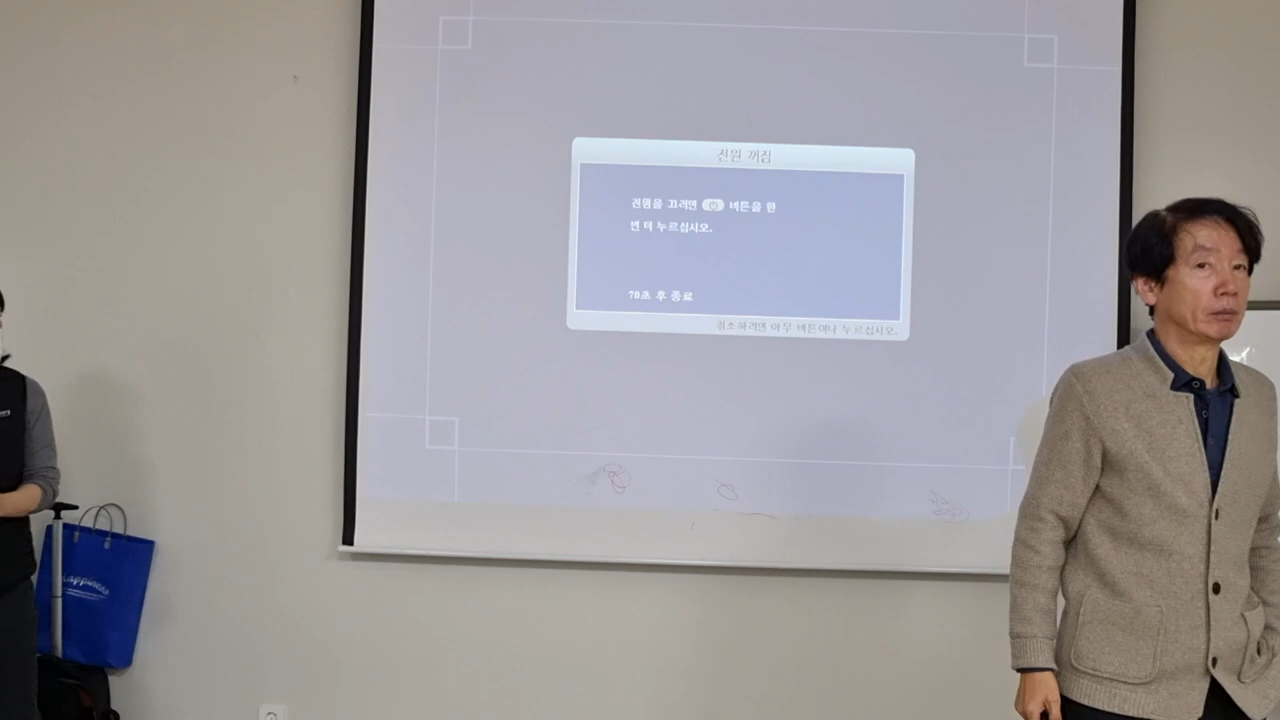 전원 꺼짐
전원을 끄려면 버튼을 한
번 더 누르십시오.
70초 후 종료
취소하려면 아무 버튼이나 누르십시오.
happiness